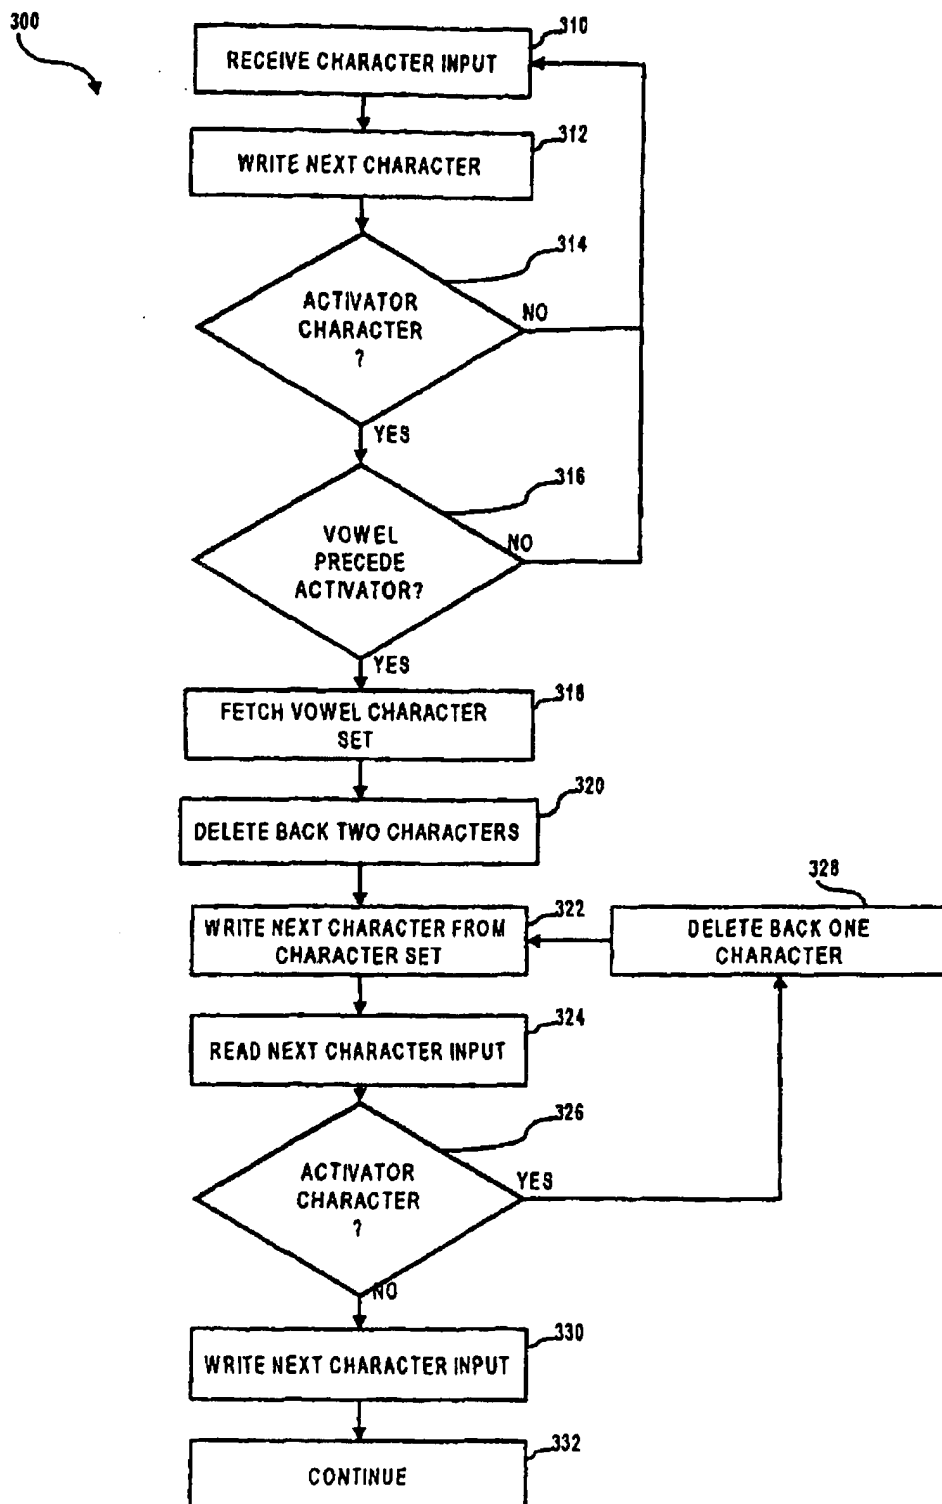 300
310
RECEIVE CHARACTER INPUT
312
WRITE NEXT CHARACTER
314
ACTIVATOR
CHARACTER
?
NO
YES
316
VOWEL
PRECEDE
ACTIVATOR?
NO
YES
318
FETCH VOWEL CHARACTER
SET
320
DELETE BACK TWO CHARACTERS
322
WRITE NEXT CHARACTER FROM
CHARACTER SET
328
DELETE BACK ONE
CHARACTER
324
READ NEXT CHARACTER INPUT
326
ACTIVATOR
CHARACTER
?
YES
NO
330
WRITE NEXT CHARACTER INPUT
332
CONTINUE